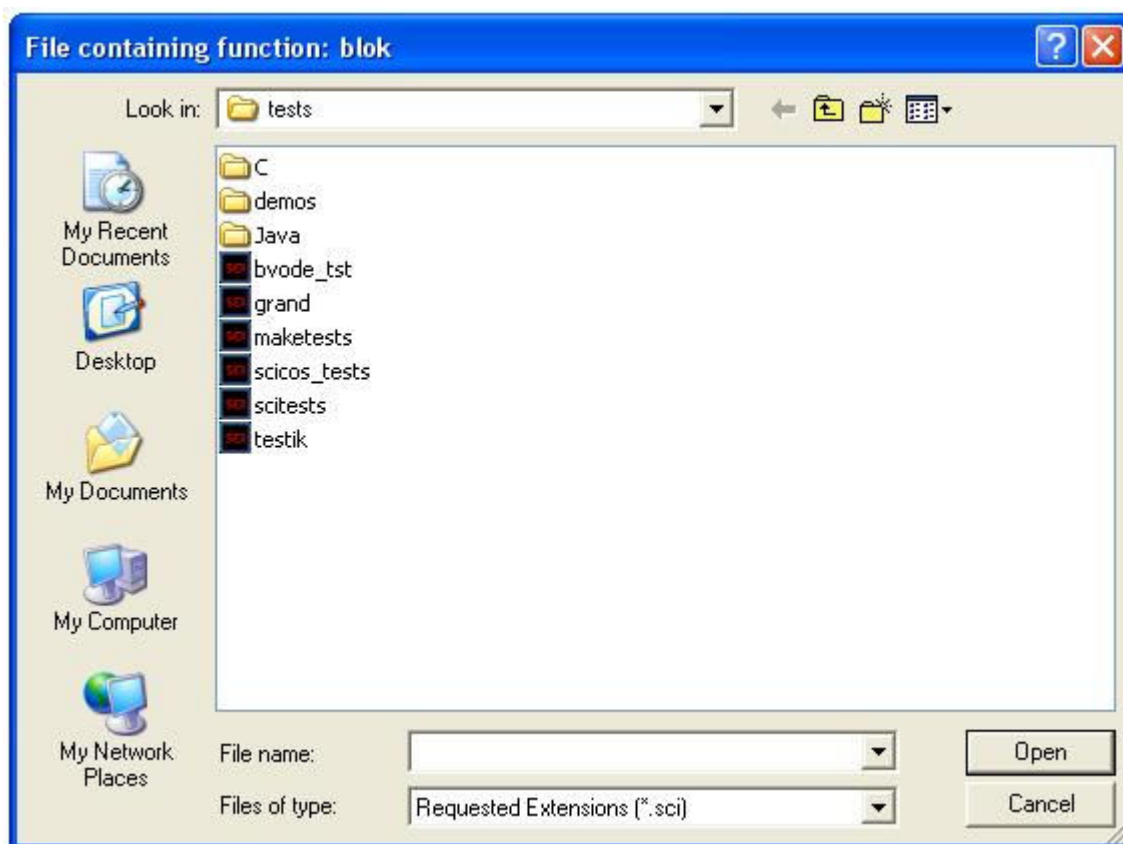 File containing function: blok
Look in: tests
C
demos
Java
bvode_tst
grand
maketests
scicos_tests
scitests
testik
My Recent
Documents
Desktop
My Documents
My Computer
My Network
Places
File name:
Open
Files of type: Requested Extensions (*.sci)
Cancel